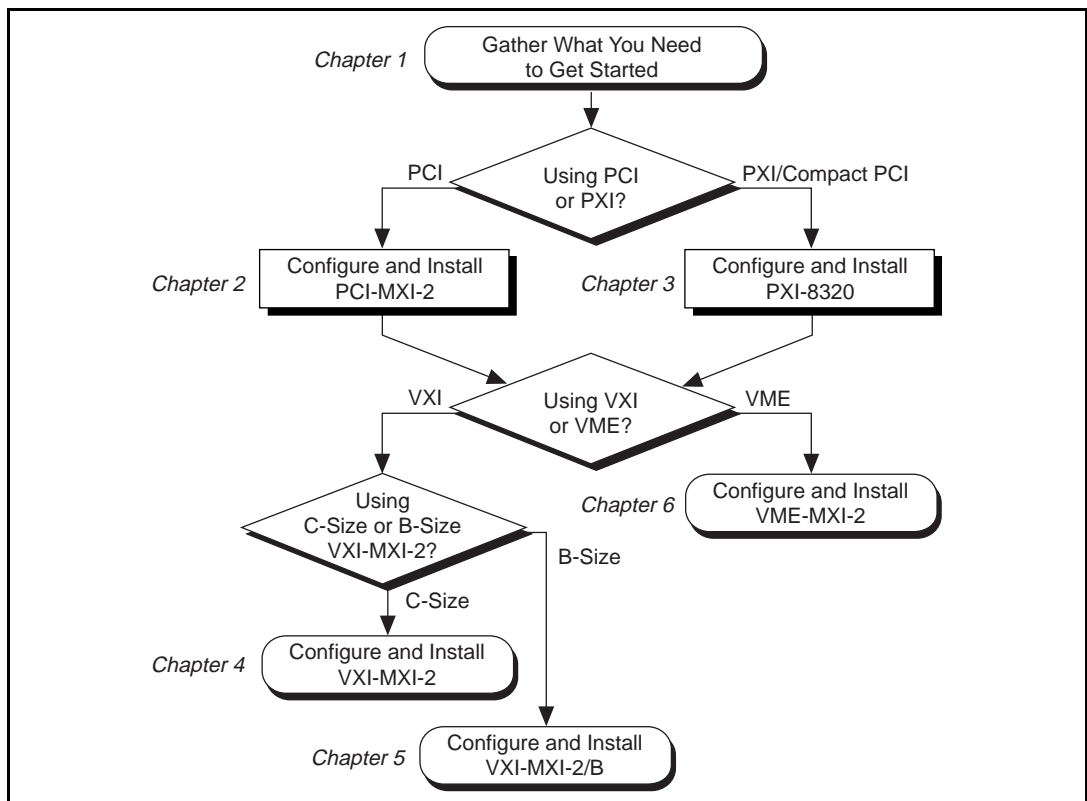 Chapter 1
Gather What You Need
to Get Started
PCI
Using PCI
or PXI?
PXI/Compact PCI
Chapter 2
Configure and Install
PCI-MXI-2
Chapter 3
Configure and Install
PXI-8320
VXI
Using VXI
or VME?
VME
Using
C-Size or B-Size
VXI-MXI-2?
Chapter 6
Configure and Install
VME-MXI-2
B-Size
C-Size
Chapter 4
Configure and Install
VXI-MXI-2
Chapter 5
Configure and Install
VXI-MXI-2/B